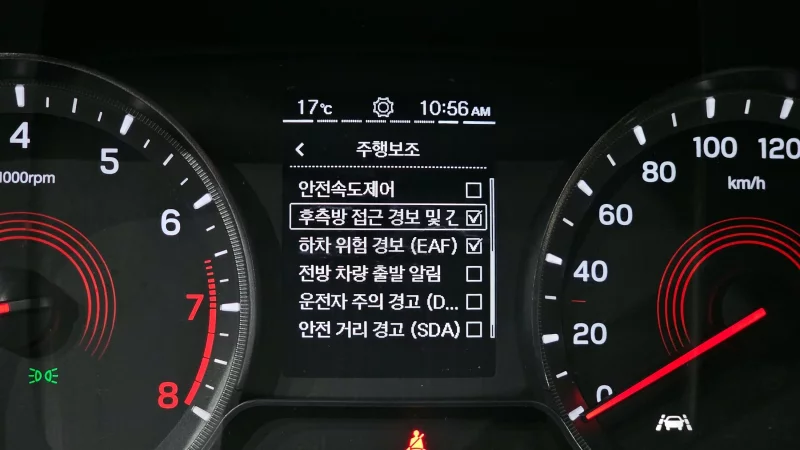 17℃ 10:56 AM
< 주행보조
안전속도제어
후측방 접근 경보 및 긴
하차 위험 경보 (EAF)
전방 차량 출발 알림
운전자 주의 경고 (D...
안전 거리 경고 (SDA)
4
5
6
7
8
1000rpm
0
20
40
60
80
100
120
km/h